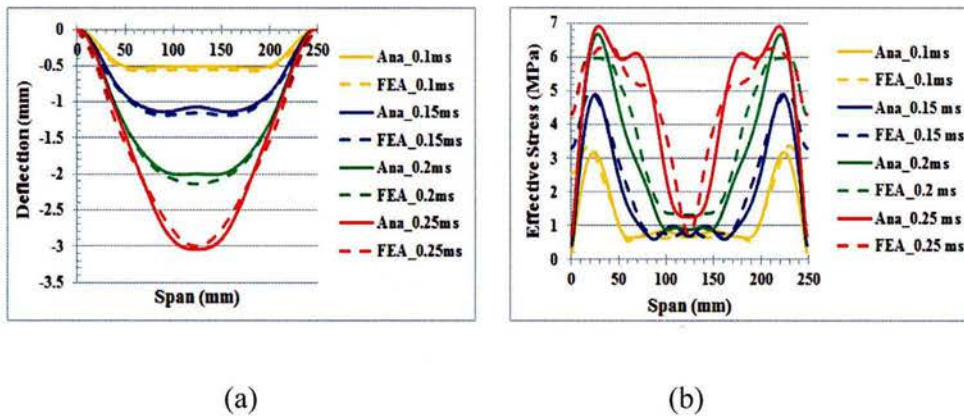 0
0 50 100 150 200 250
-0.5
-1
-1.5
-2
-2.5
-3
-3.5
Deflection (mm)
Span (mm)
Ana_0.1ms
FEA_0.1ms
Ana_0.15ms
FEA_0.15ms
Ana_0.2ms
FEA_0.2ms
Ana_0.25ms
FEA_0.25ms
(a)
7
6
5
4
3
2
1
0
Effective Stress (MPa)
0 50 100 150 200 250
Span (mm)
Ana_0.1ms
FEA_0.1ms
Ana_0.15 ms
FEA_0.15 ms
Ana_0.2ms
FEA_0.2 ms
Ana_0.25 ms
FEA_0.25 ms
(b)